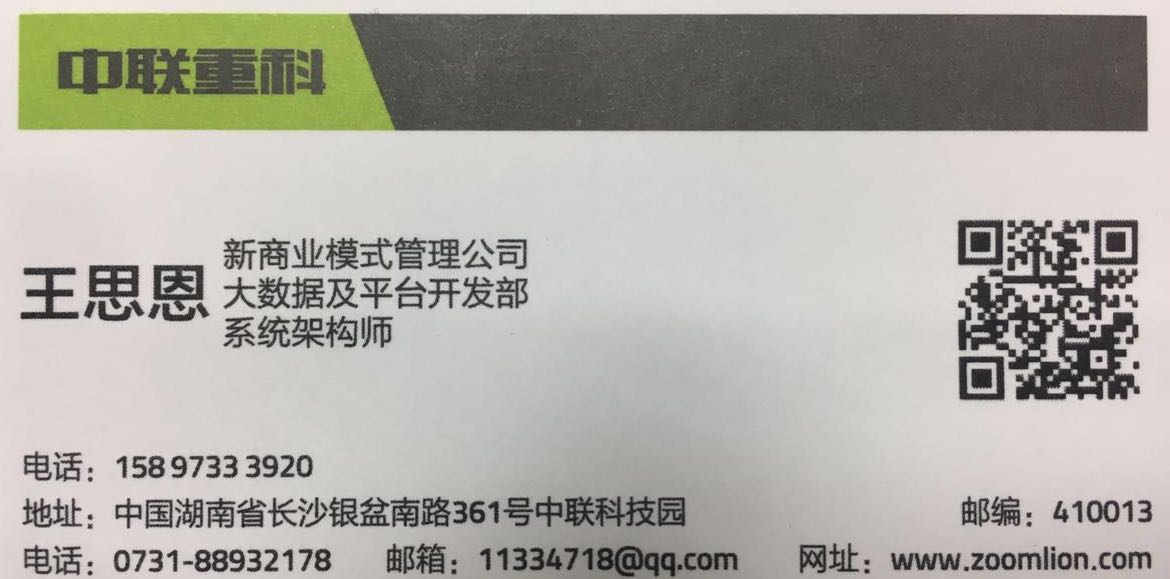 中联重科
王思恩
新商业模式管理公司
大数据及平台开发部
系统架构师
电话：158 9733 3920
地址：中国湖南省长沙银盆南路361号中联科技园 邮编：410013
电话：0731-88932178 邮箱：11334718@qq.com 网址：www.zoomlion.com